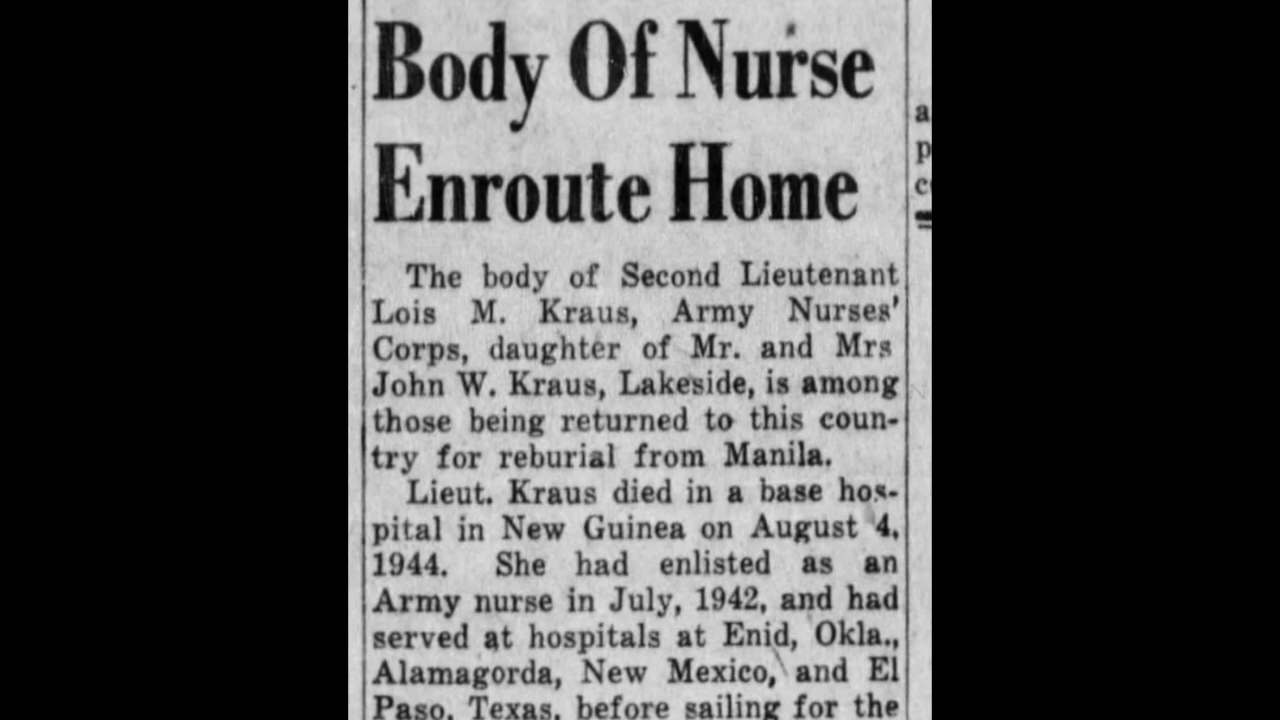 Body Of Nurse
Enroute Home
The body of Second Lieutenant
Lois M. Kraus, Army Nurses'
Corps, daughter of Mr. and Mrs
John W. Kraus, Lakeside, is among
those being returned to this coun-
try for reburial from Manila.
Lieut. Kraus died in a base hos-
pital in New Guinea on August 4,
1944. She had enlisted as an
Army nurse in July, 1942, and had
served at hospitals at Enid, Okla.,
Alamagorda, New Mexico, and El
Paso, Texas, before sailing for the